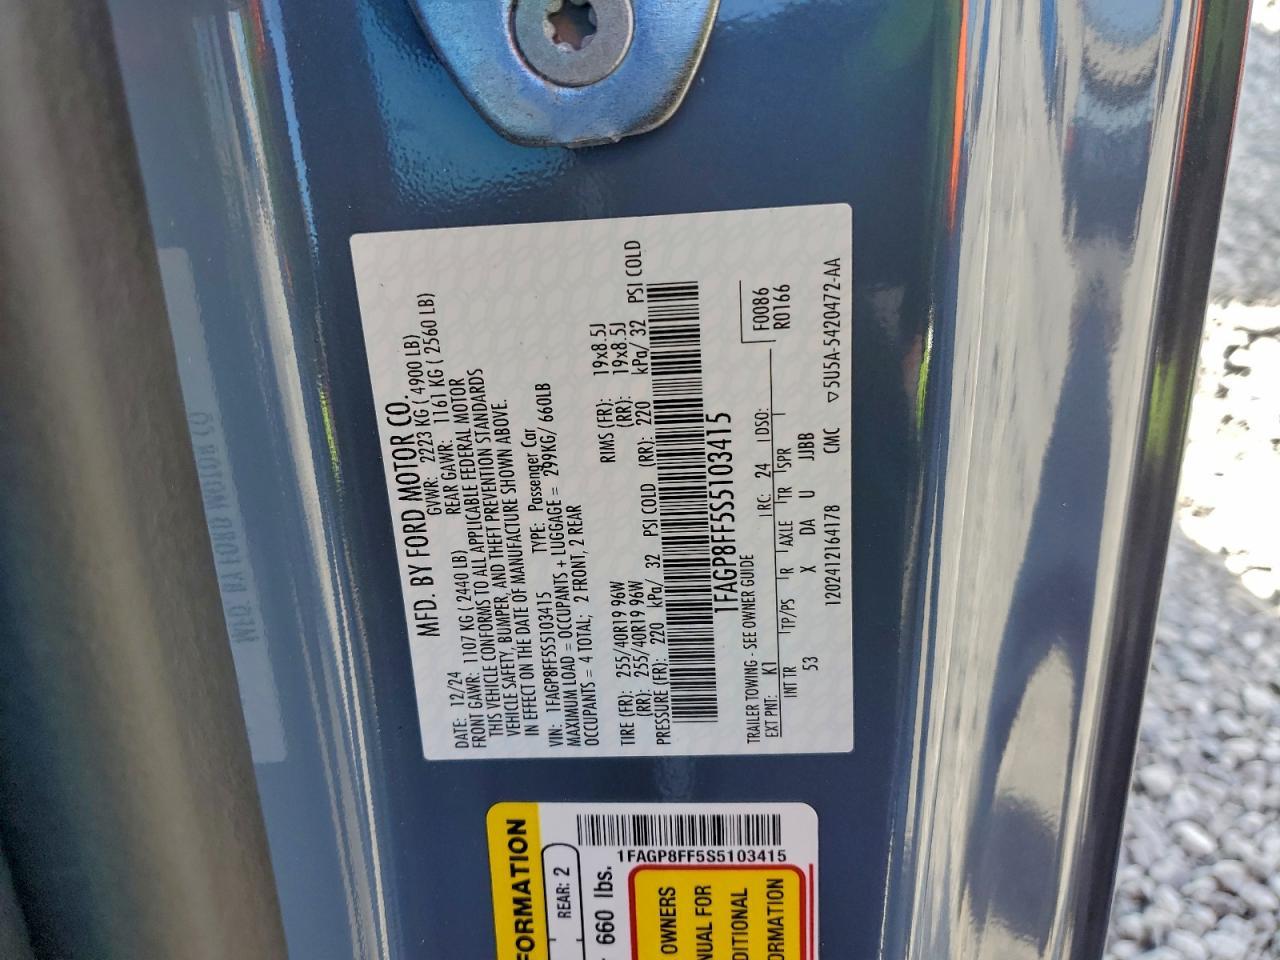 MFD. BY FORD MOTOR CO.
DATE: 12/24 GVWR: 2223 KG ( 4900 LB)
FRONT GAWR: 1107 KG ( 2440 LB) REAR GAWR: 1161 KG ( 2560 LB)
THIS VEHICLE CONFORMS TO ALL APPLICABLE FEDERAL MOTOR
VEHICLE SAFETY, BUMPER, AND THEFT PREVENTION STANDARDS
IN EFFECT ON THE DATE OF MANUFACTURE SHOWN ABOVE.
VIN: 1FAGP8FF5S5103415 TYPE: Passenger Car
MAXIMUM LOAD = OCCUPANTS + LUGGAGE = 299KG/ 660LB
OCCUPANTS = 4 TOTAL; 2 FRONT, 2 REAR
TIRE (FR): 255/40R19 96W RIMS (FR): 19x8.5J
(RR): 255/40R19 96W (RR): 19x8.5J
PRESSURE (FR): 220 kPa/ 32 PSI COLD (RR): 220 kPa/ 32 PSI COLD
1FAGP8FF5S5103415
F0086
TRAILER TOWING - SEE OWNER GUIDE R0166
EXT PNT: K1 RC: 24 DSO:
INT TR TP/PS R AXLE TR SPR
53 X DA U JJBB
1202412164178 CMC ▽5U5A-5420472-AA
FORMATION
REAR: 2
1FAGP8FF5S5103415
660 lbs.
OWNERS
NUAL FOR
DITIONAL
ORMATION
MFD. BY FORD MOTOR CO